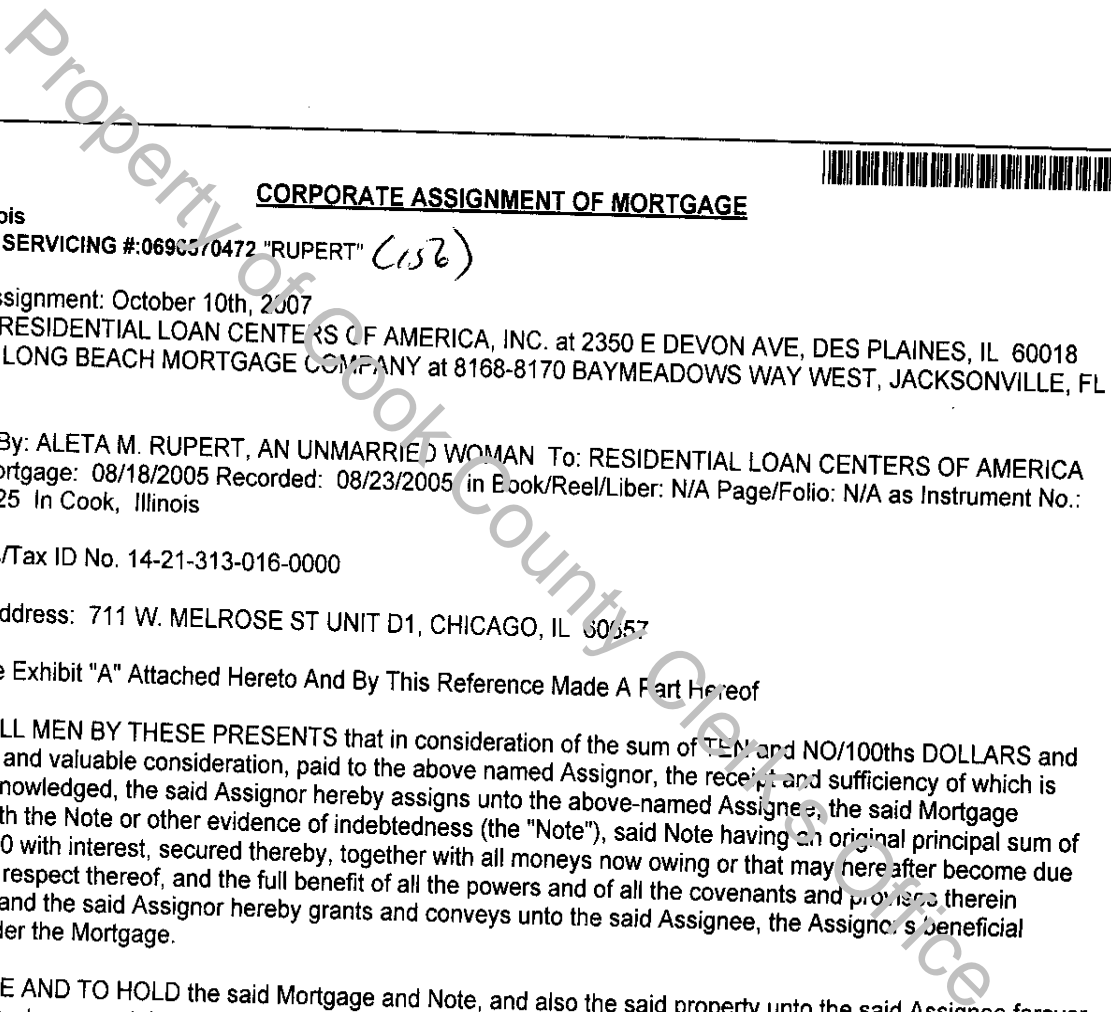 CORPORATE ASSIGNMENT OF MORTGAGE
ois
SERVICING #: "RUPERT" (156)
ssignment: October 10th, 2007
RESIDENTIAL LOAN CENTERS OF AMERICA, INC. at 2350 E DEVON AVE, DES PLAINES, IL 60018
LONG BEACH MORTGAGE COMPANY at 8168-8170 BAYMEADOWS WAY WEST, JACKSONVILLE, FL
By: ALETA M. RUPERT, AN UNMARRIED WOMAN To: RESIDENTIAL LOAN CENTERS OF AMERICA
ortgage: 08/18/2005 Recorded: 08/23/2005 in Book/Reel/Liber: N/A Page/Folio: N/A as Instrument No.:
25 In Cook, Illinois
/Tax ID No. 14-21-313-016-0000
ddress: 711 W. MELROSE ST UNIT D1, CHICAGO, IL 60657
e Exhibit "A" Attached Hereto And By This Reference Made A Part Hereof
LL MEN BY THESE PRESENTS that in consideration of the sum of TEN and NO/100ths DOLLARS and
and valuable consideration, paid to the above named Assignor, the receipt and sufficiency of which is
nowledged, the said Assignor hereby assigns unto the above-named Assignee, the said Mortgage
th the Note or other evidence of indebtedness (the "Note"), said Note having an original principal sum of
0 with interest, secured thereby, together with all moneys now owing or that may hereafter become due
respect thereof, and the full benefit of all the powers and of all the covenants and provisos therein
and the said Assignor hereby grants and conveys unto the said Assignee, the Assignor's beneficial
der the Mortgage.
E AND TO HOLD the said Mortgage and Note, and also the said property unto the said Assignee forever
Property of Cook County Clerk's Office